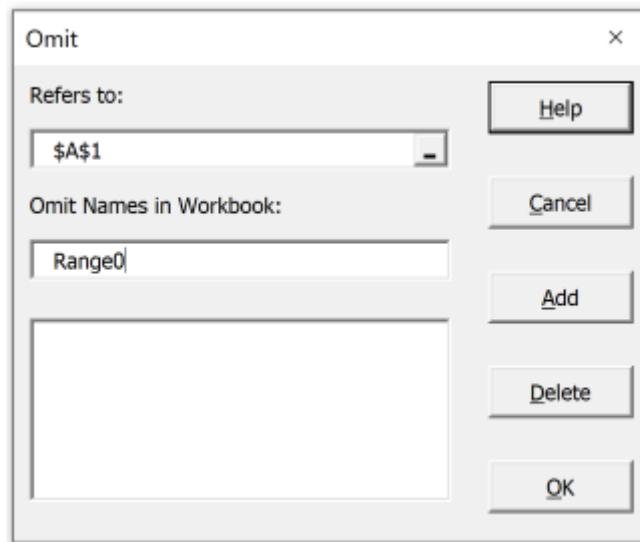 Omit
Refers to:
Help
$A$1
Omit Names in Workbook:
Cancel
Range0
Add
Delete
OK